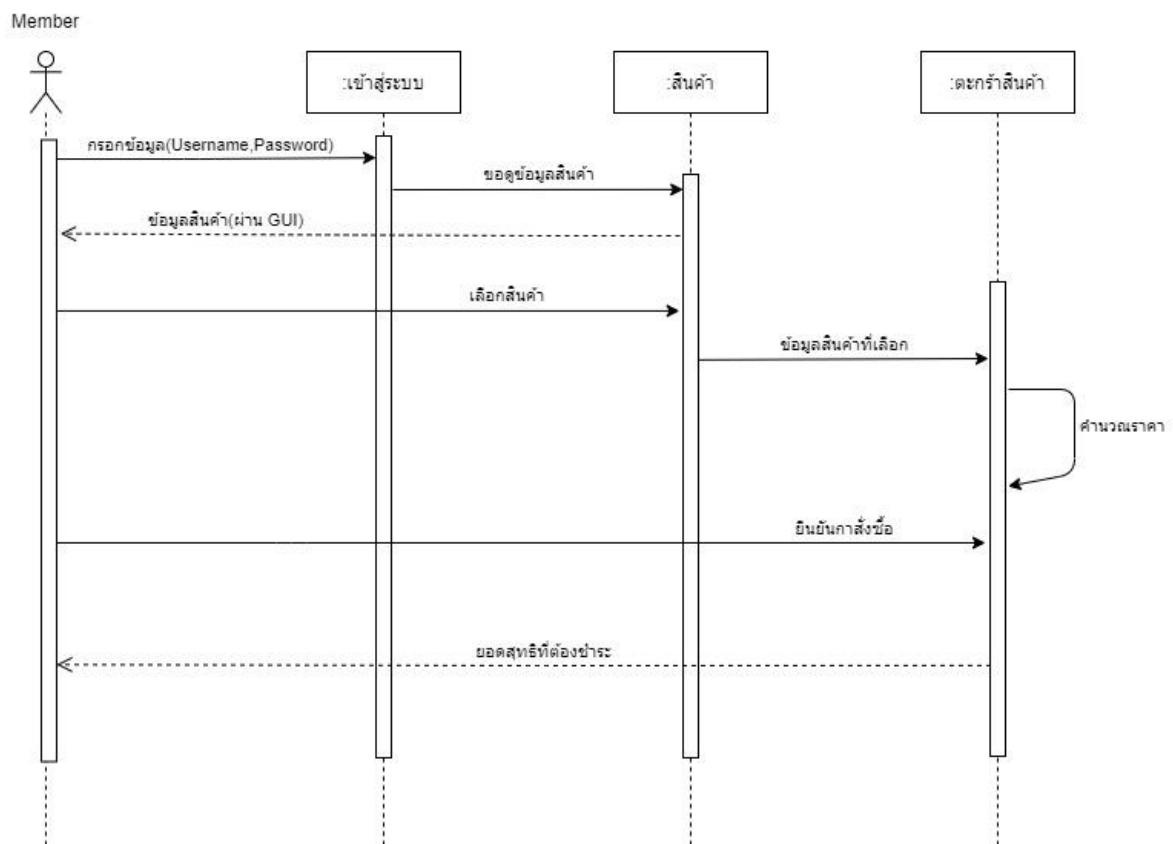 Member
:เข้าสู่ระบบ
:สินค้า
:ตะกร้าสินค้า
กรอกข้อมูล(Username,Password)
ขอดูข้อมูลสินค้า
ข้อมูลสินค้า(ผ่าน GUI)
เลือกสินค้า
ข้อมูลสินค้าที่เลือก
คำนวณราคา
ยินยันกาสั่งซื้อ
ยอดสุทธิที่ต้องชำระ